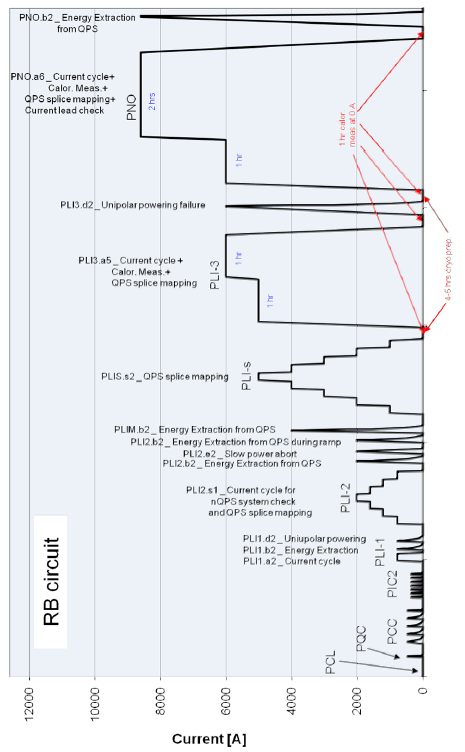 PNO.b2_ Energy Extraction
from QPS
PNO.a6_ Current cycle+
Calor. Meas.+
QPS splice mapping+
Current lead check
PNO
2 hrs
1 hr
1 hr calor.
meas at 0 A
PLI3.d2_ Unipolar powering failure
PLI3.a5_ Current cycle +
Calor. Meas.+
QPS splice mapping
PLI-3
1 hr
1 hr
4-5 hrs cryo prep.
PLIS.s2_ QPS splice mapping
PLI-s
PLIM.b2_ Energy Extraction from QPS
PLI2.b2_ Energy Extraction from QPS during ramp
PLI2.e2_ Slow power abort
PLI2.b2_ Energy Extraction from QPS
PLI2.s1_ Current cycle for
nQPS system check
and QPS splice mapping
PLI-2
PLI1.d2_ Uniupolar powering
PLI1.b2_ Energy Extraction
PLI1.a2_ Current cycle
PLI-1
PIC2
PCC
PQC
PCL
RB circuit
12000
10000
8000
6000
4000
2000
0
Current [A]